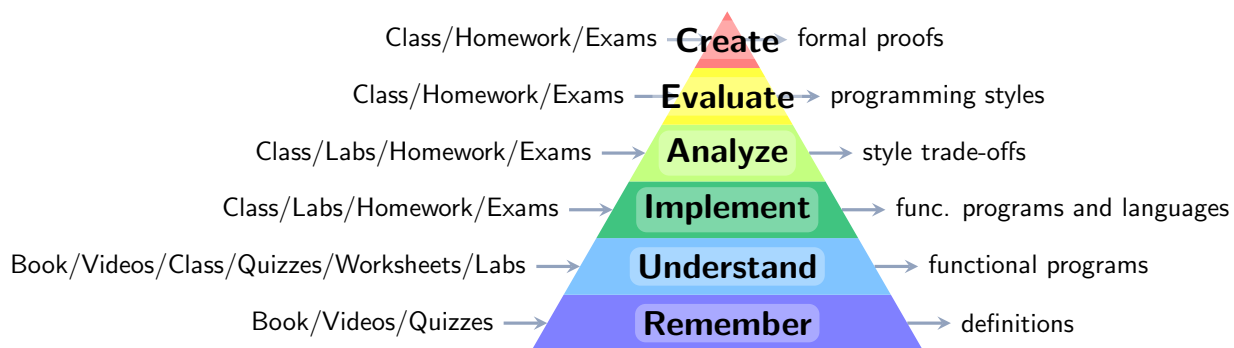 Class/Homework/Exams Create formal proofs
Class/Homework/Exams Evaluate programming styles
Class/Labs/Homework/Exams Analyze style trade-offs
Class/Labs/Homework/Exams Implement func. programs and languages
Book/Videos/Class/Quizzes/Worksheets/Labs Understand functional programs
Book/Videos/Quizzes Remember definitions